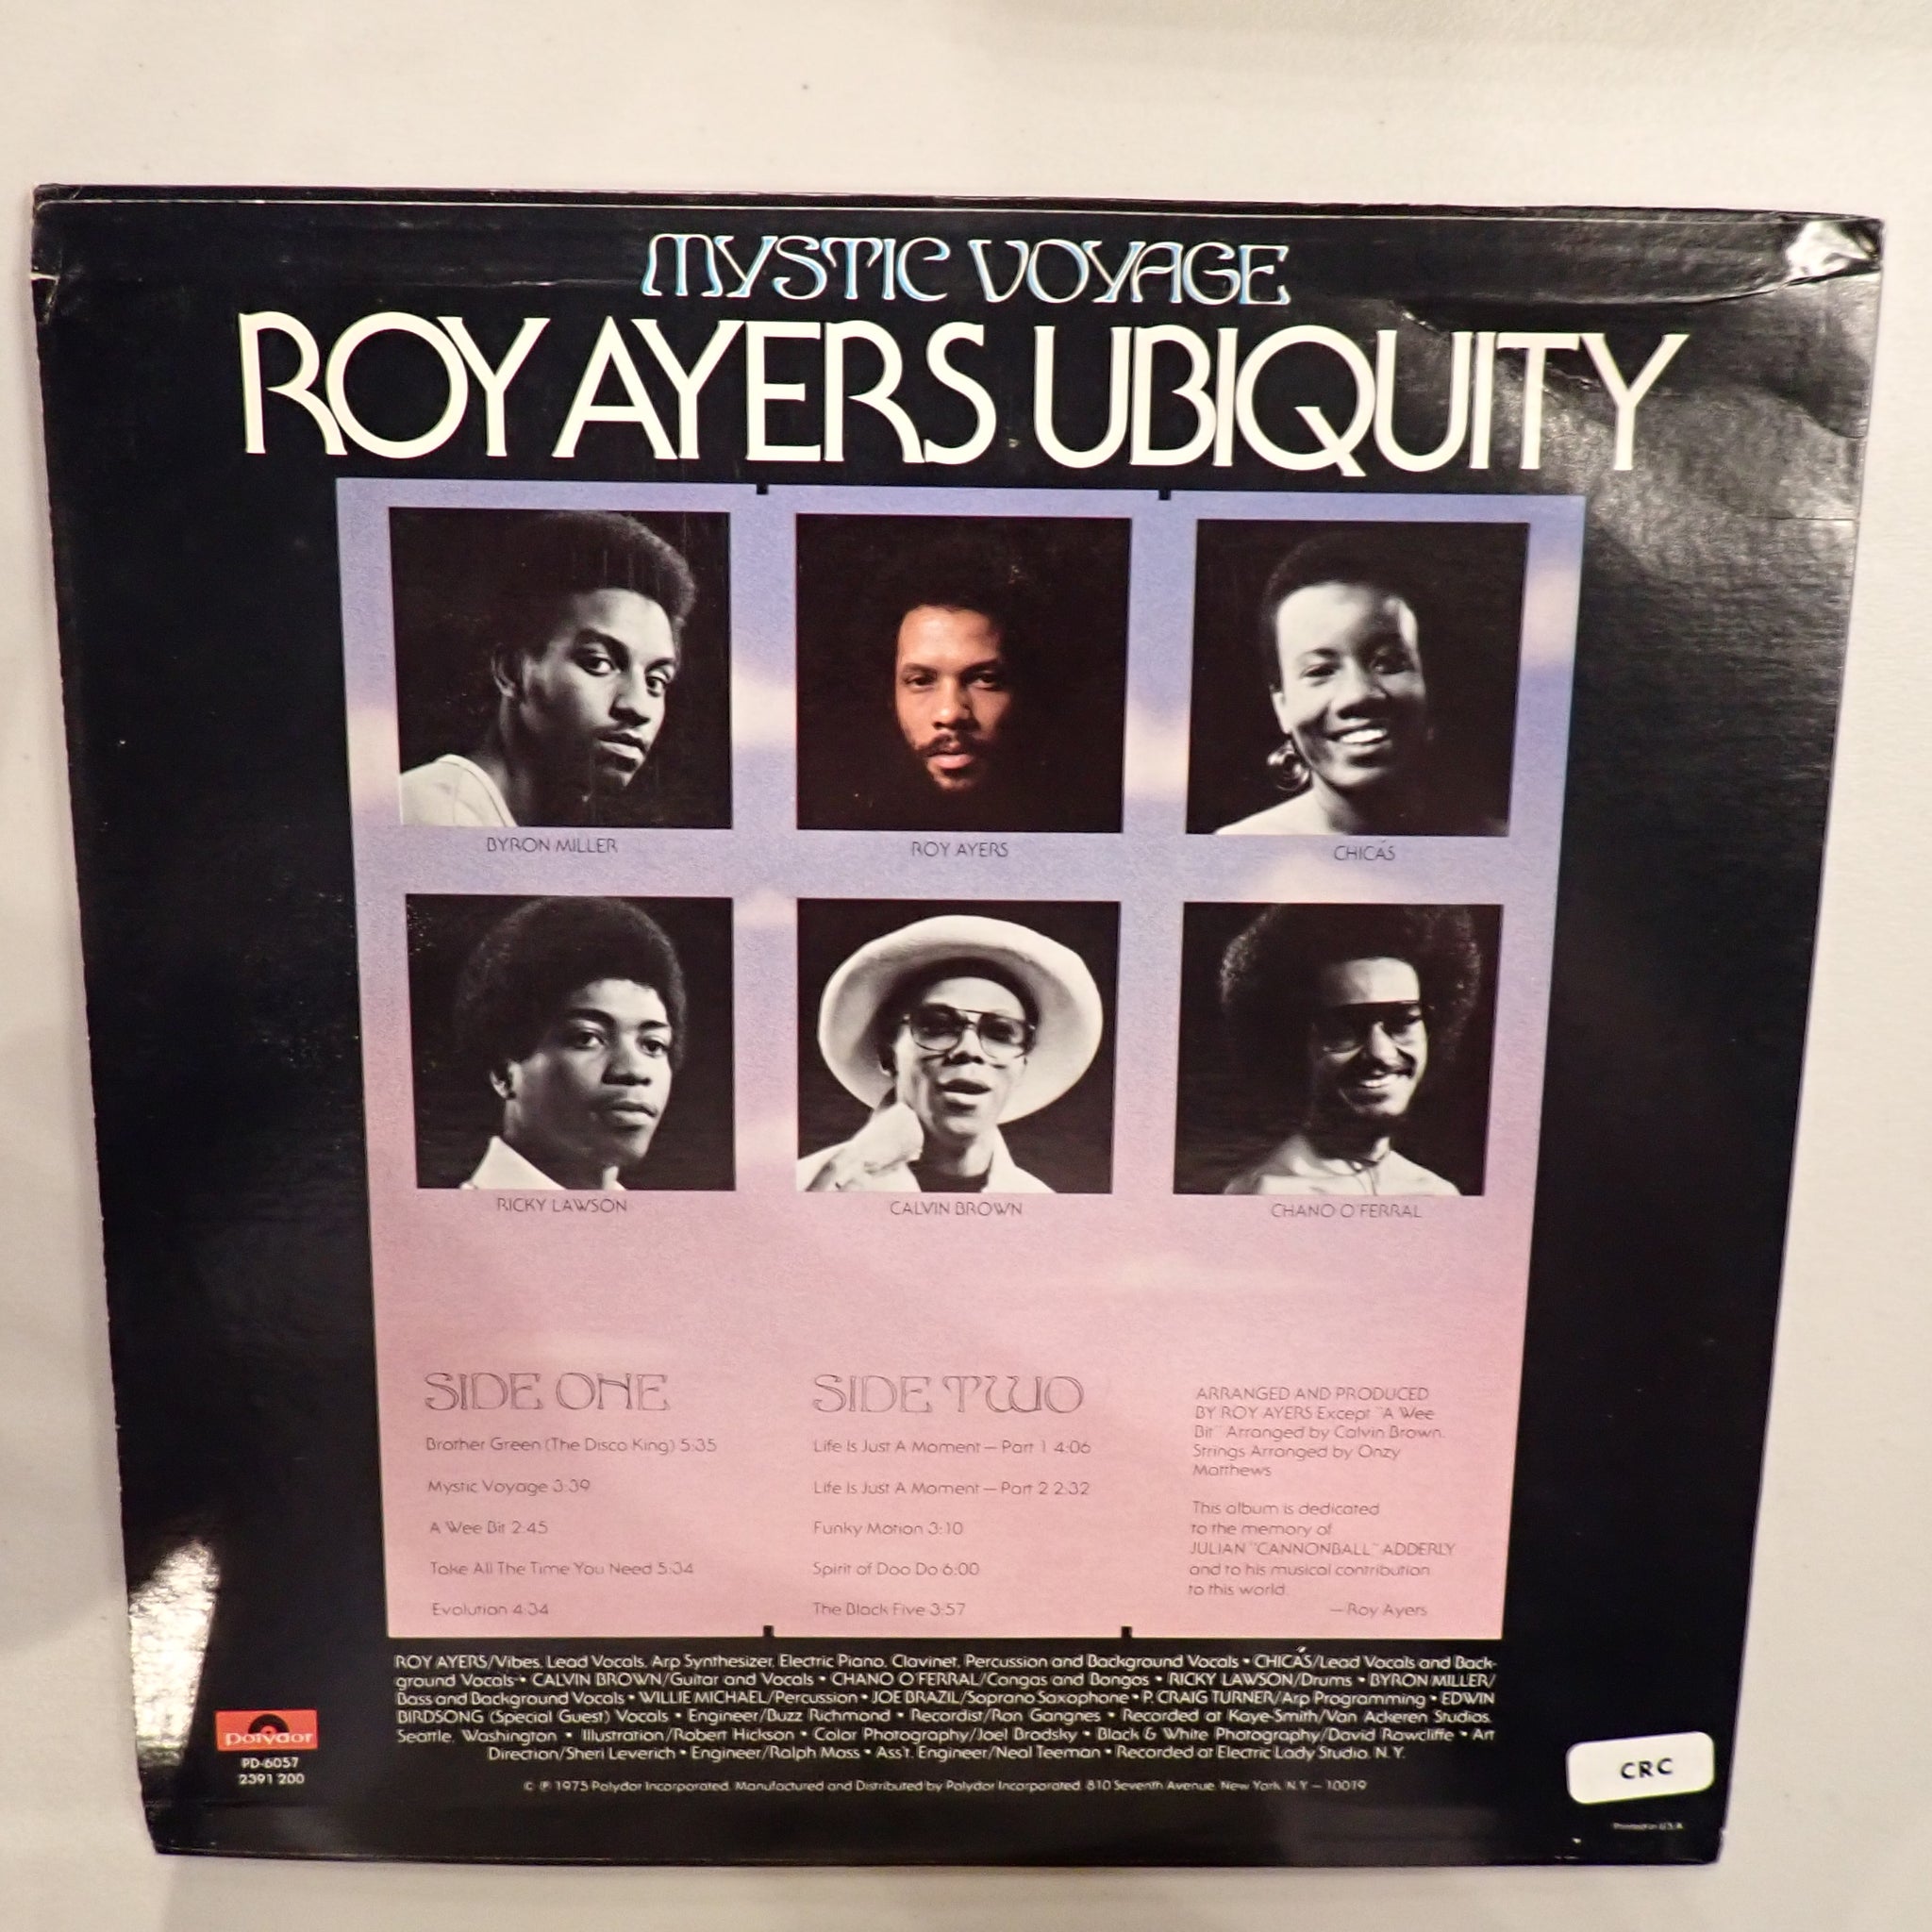 MYSTIC VOYAGE
ROY AYERS UBIQUITY
BYRON MILLER
ROY AYERS
CHICÁS
RICKY LAWSON
CALVIN BROWN
CHANO O'FERRAL
SIDE ONE
Brother Green (The Disco King) 5:35
Mystic Voyage 3:39
A Wee Bit 2:45
Take All The Time You Need 5:34
Evolution 4:34
SIDE TWO
Life Is Just A Moment — Part 1 4:06
Life Is Just A Moment — Part 2 2:32
Funky Motion 3:10
Spirit of Doo Do 6:00
The Black Five 3:57
ARRANGED AND PRODUCED
BY ROY AYERS Except "A Wee
Bit" Arranged by Calvin Brown.
Strings Arranged by Onzy
Matthews
This album is dedicated
to the memory of
JULIAN "CANNONBALL" ADDERLY
and to his musical contribution
to this world.
—Roy Ayers
ROY AYERS/Vibes, Lead Vocals, Arp Synthesizer, Electric Piano, Clavinet, Percussion and Background Vocals • CHICÁS/Lead Vocals and Back-
ground Vocals • CALVIN BROWN/Guitar and Vocals • CHANO O'FERRAL/Congas and Bongos • RICKY LAWSON/Drums • BYRON MILLER/
Bass and Background Vocals • WILLIE MICHAEL/Percussion • JOE BRAZIL/Soprano Saxophone • P. CRAIG TURNER/Arp Programming • EDWIN
BIRDSONG (Special Guest) Vocals • Engineer/Buzz Richmond • Recordist/Ron Gangnes • Recorded at Kaye-Smith/Van Ackeren Studios,
Seattle, Washington • Illustration/Robert Hickson • Color Photography/Joel Brodsky • Black & White Photography/David Rawcliffe • Art
Direction/Sheri Leverich • Engineer/Ralph Moss • Ass't. Engineer/Neal Teeman • Recorded at Electric Lady Studio, N.Y.
© ℗ 1975 Polydor Incorporated. Manufactured and Distributed by Polydor Incorporated. 810 Seventh Avenue, New York, N.Y. — 10019
polydor
PD-6057
2391 200
CRC
Printed in U.S.A.